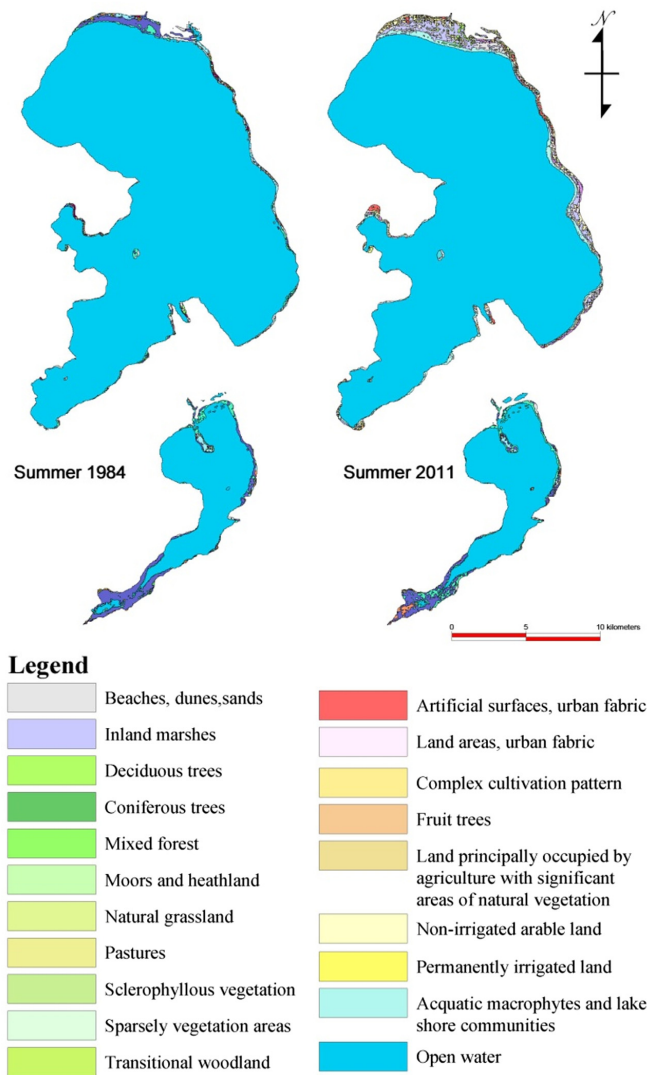 N
Summer 1984
Summer 2011
0 5 10 kilometers
Legend
Beaches, dunes,sands
Inland marshes
Deciduous trees
Coniferous trees
Mixed forest
Moors and heathland
Natural grassland
Pastures
Sclerophyllous vegetation
Sparsely vegetation areas
Transitional woodland
Artificial surfaces, urban fabric
Land areas, urban fabric
Complex cultivation pattern
Fruit trees
Land principally occupied by
agriculture with significant
areas of natural vegetation
Non-irrigated arable land
Permanently irrigated land
Acquatic macrophytes and lake
shore communities
Open water